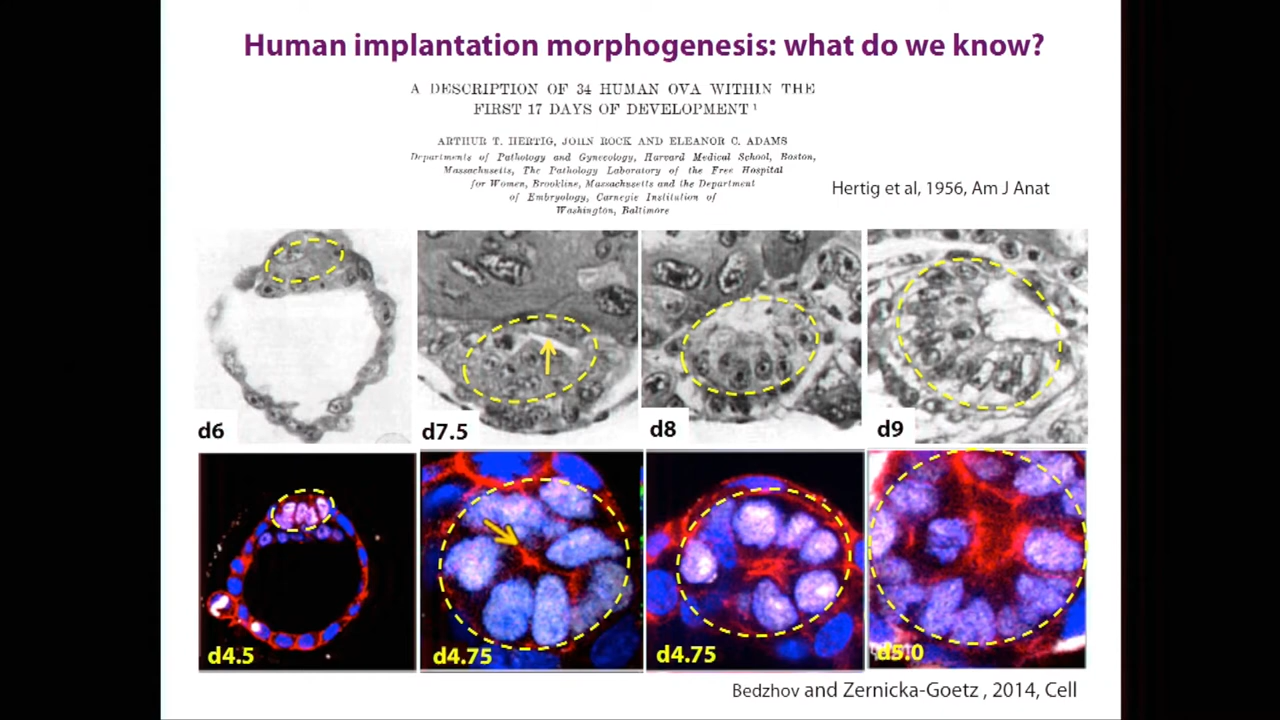 Human implantation morphogenesis: what do we know?
A DESCRIPTION OF 34 HUMAN OVA WITHIN THE
FIRST 17 DAYS OF DEVELOPMENT ¹
ARTHUR T. HERTIG, JOHN ROCK AND ELEANOR C. ADAMS
Departments of Pathology and Gynecology, Harvard Medical School, Boston,
Massachusetts, The Pathology Laboratory of the Free Hospital
for Women, Brookline, Massachusetts and the Department
of Embryology, Carnegie Institution of
Washington, Baltimore
Hertig et al, 1956, Am J Anat
d6
d7.5
d8
d9
d4.5
d4.75
d4.75
d5.0
Bedzhov and Zernicka-Goetz , 2014, Cell